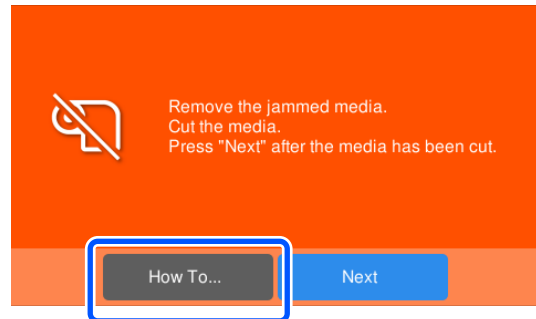 Remove the jammed media.
Cut the media.
Press "Next" after the media has been cut.
How To...
Next